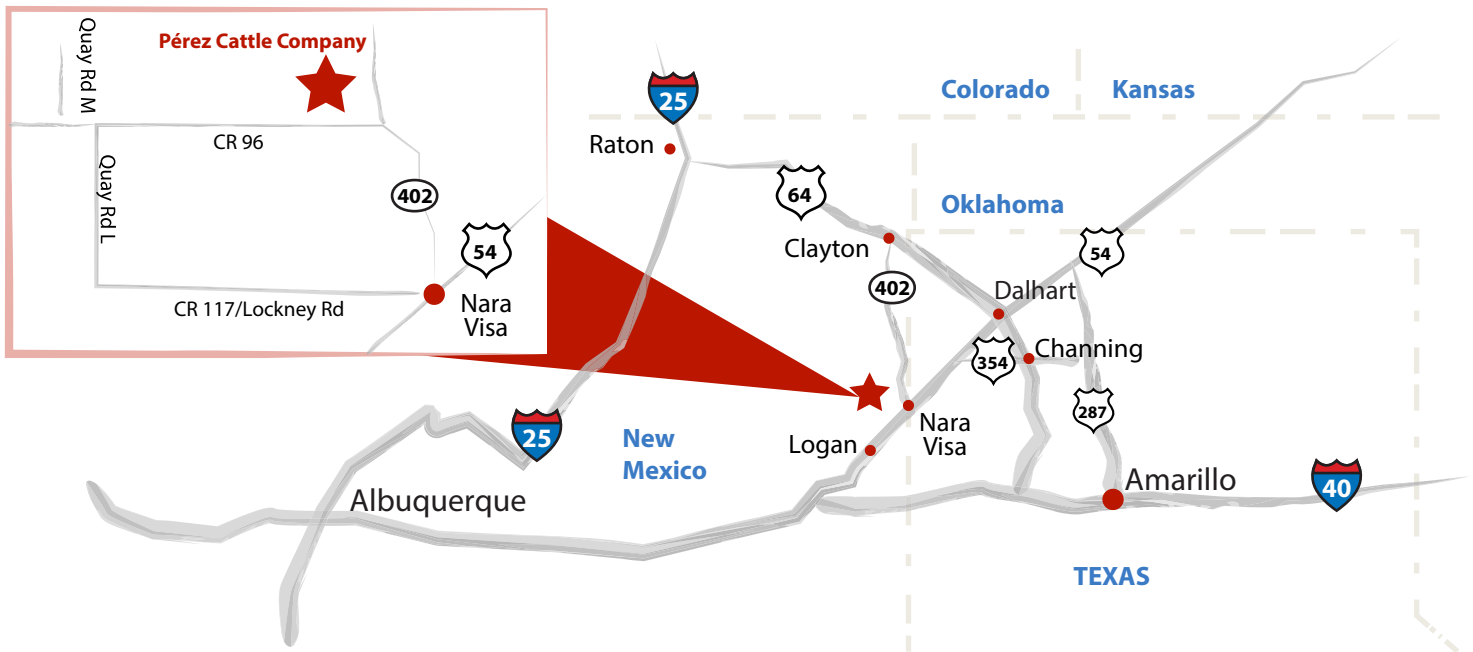 Pérez Cattle Company
Quay Rd M
CR 96
Quay Rd L
402
54
CR 117/Lockney Rd
Nara
Visa
25
Raton
Colorado
Kansas
64
Oklahoma
Clayton
54
402
Dalhart
354
Channing
287
25
New
Mexico
Logan
Nara
Visa
Albuquerque
Amarillo
40
TEXAS